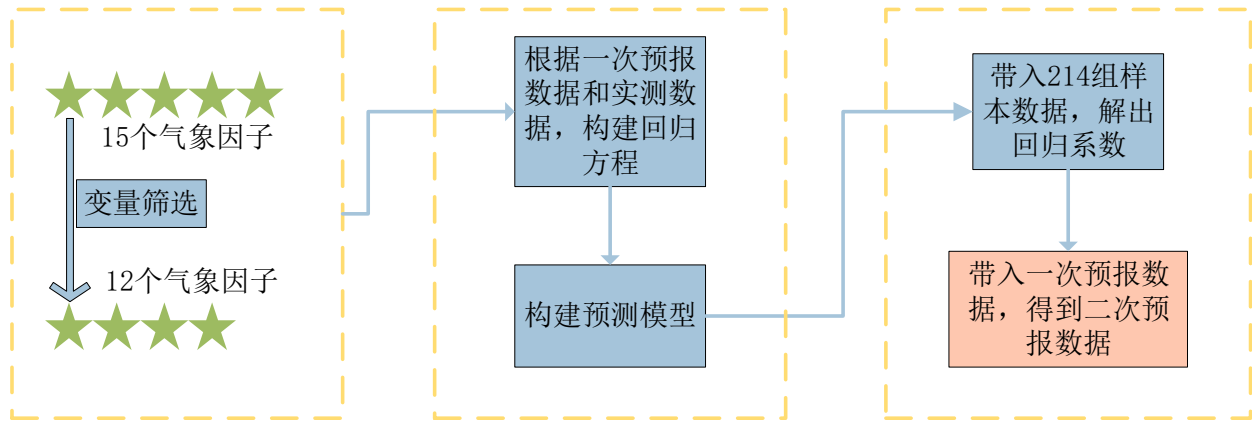 15个气象因子
变量筛选
12个气象因子
根据一次预报
数据和实测数
据，构建回归
方程
构建预测模型
带入214组样
本数据，解出
回归系数
带入一次预报数
据，得到二次预
报数据